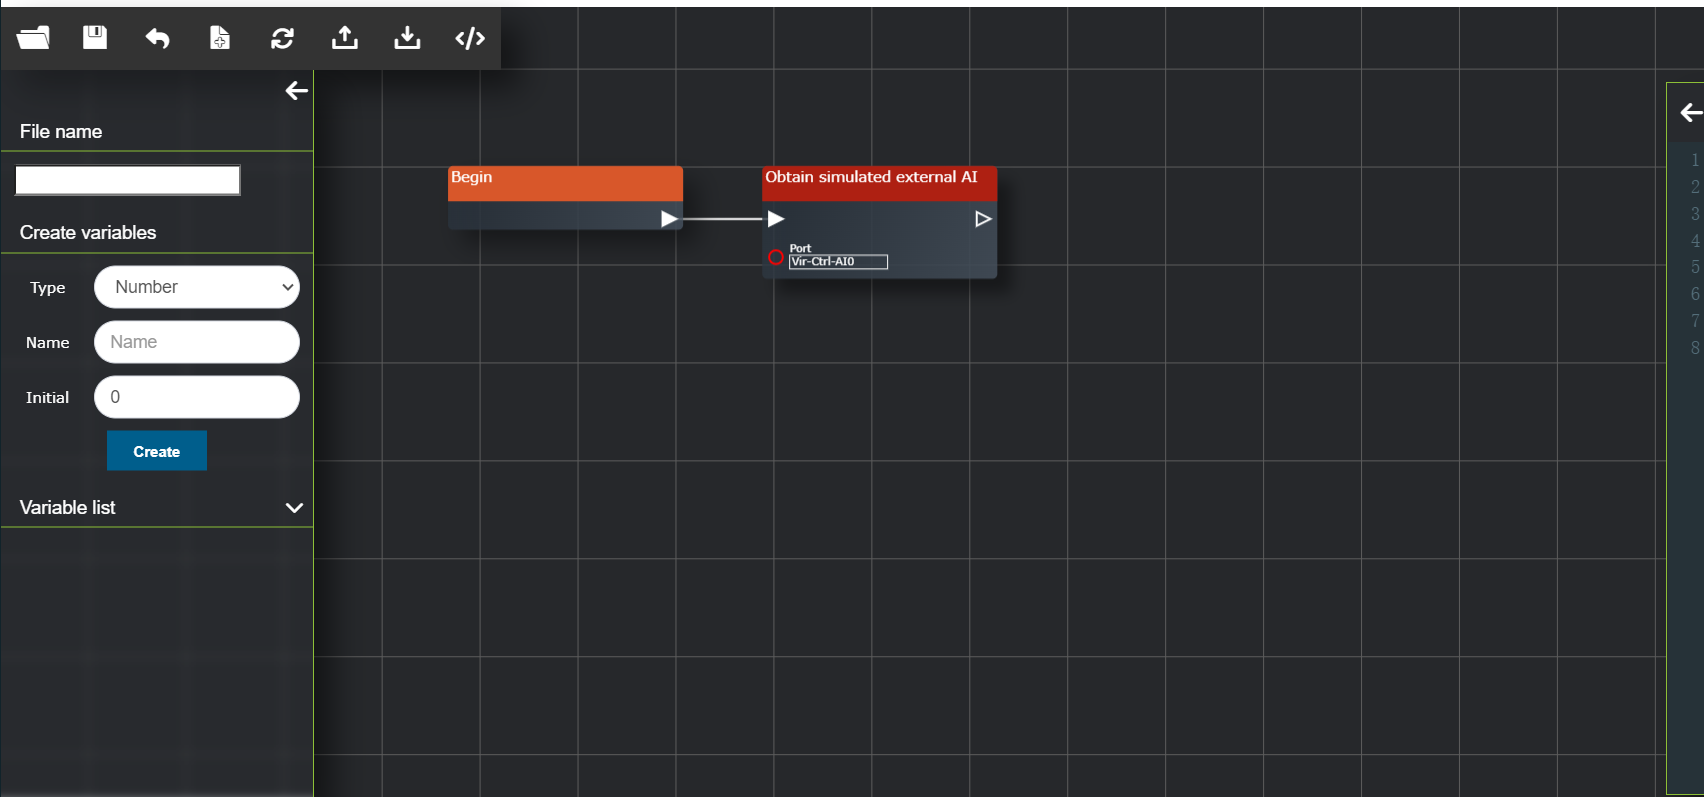 File name
Create variables
Type
Number
Name
Name
Initial
0
Create
Variable list
Begin
Obtain simulated external AI
Port
Vir-Ctrl-AI0
1
2
3
4
5
6
7
8